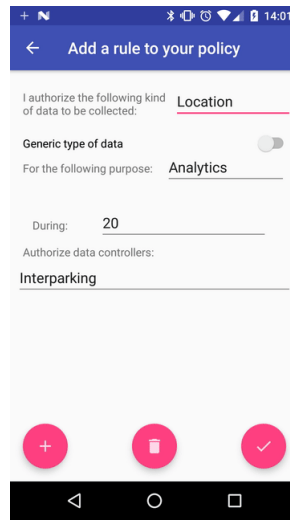 14:01
Add a rule to your policy
I authorize the following kind
of data to be collected:
Location
Generic type of data
For the following purpose:
Analytics
During:
20
Authorize data controllers:
Interparking